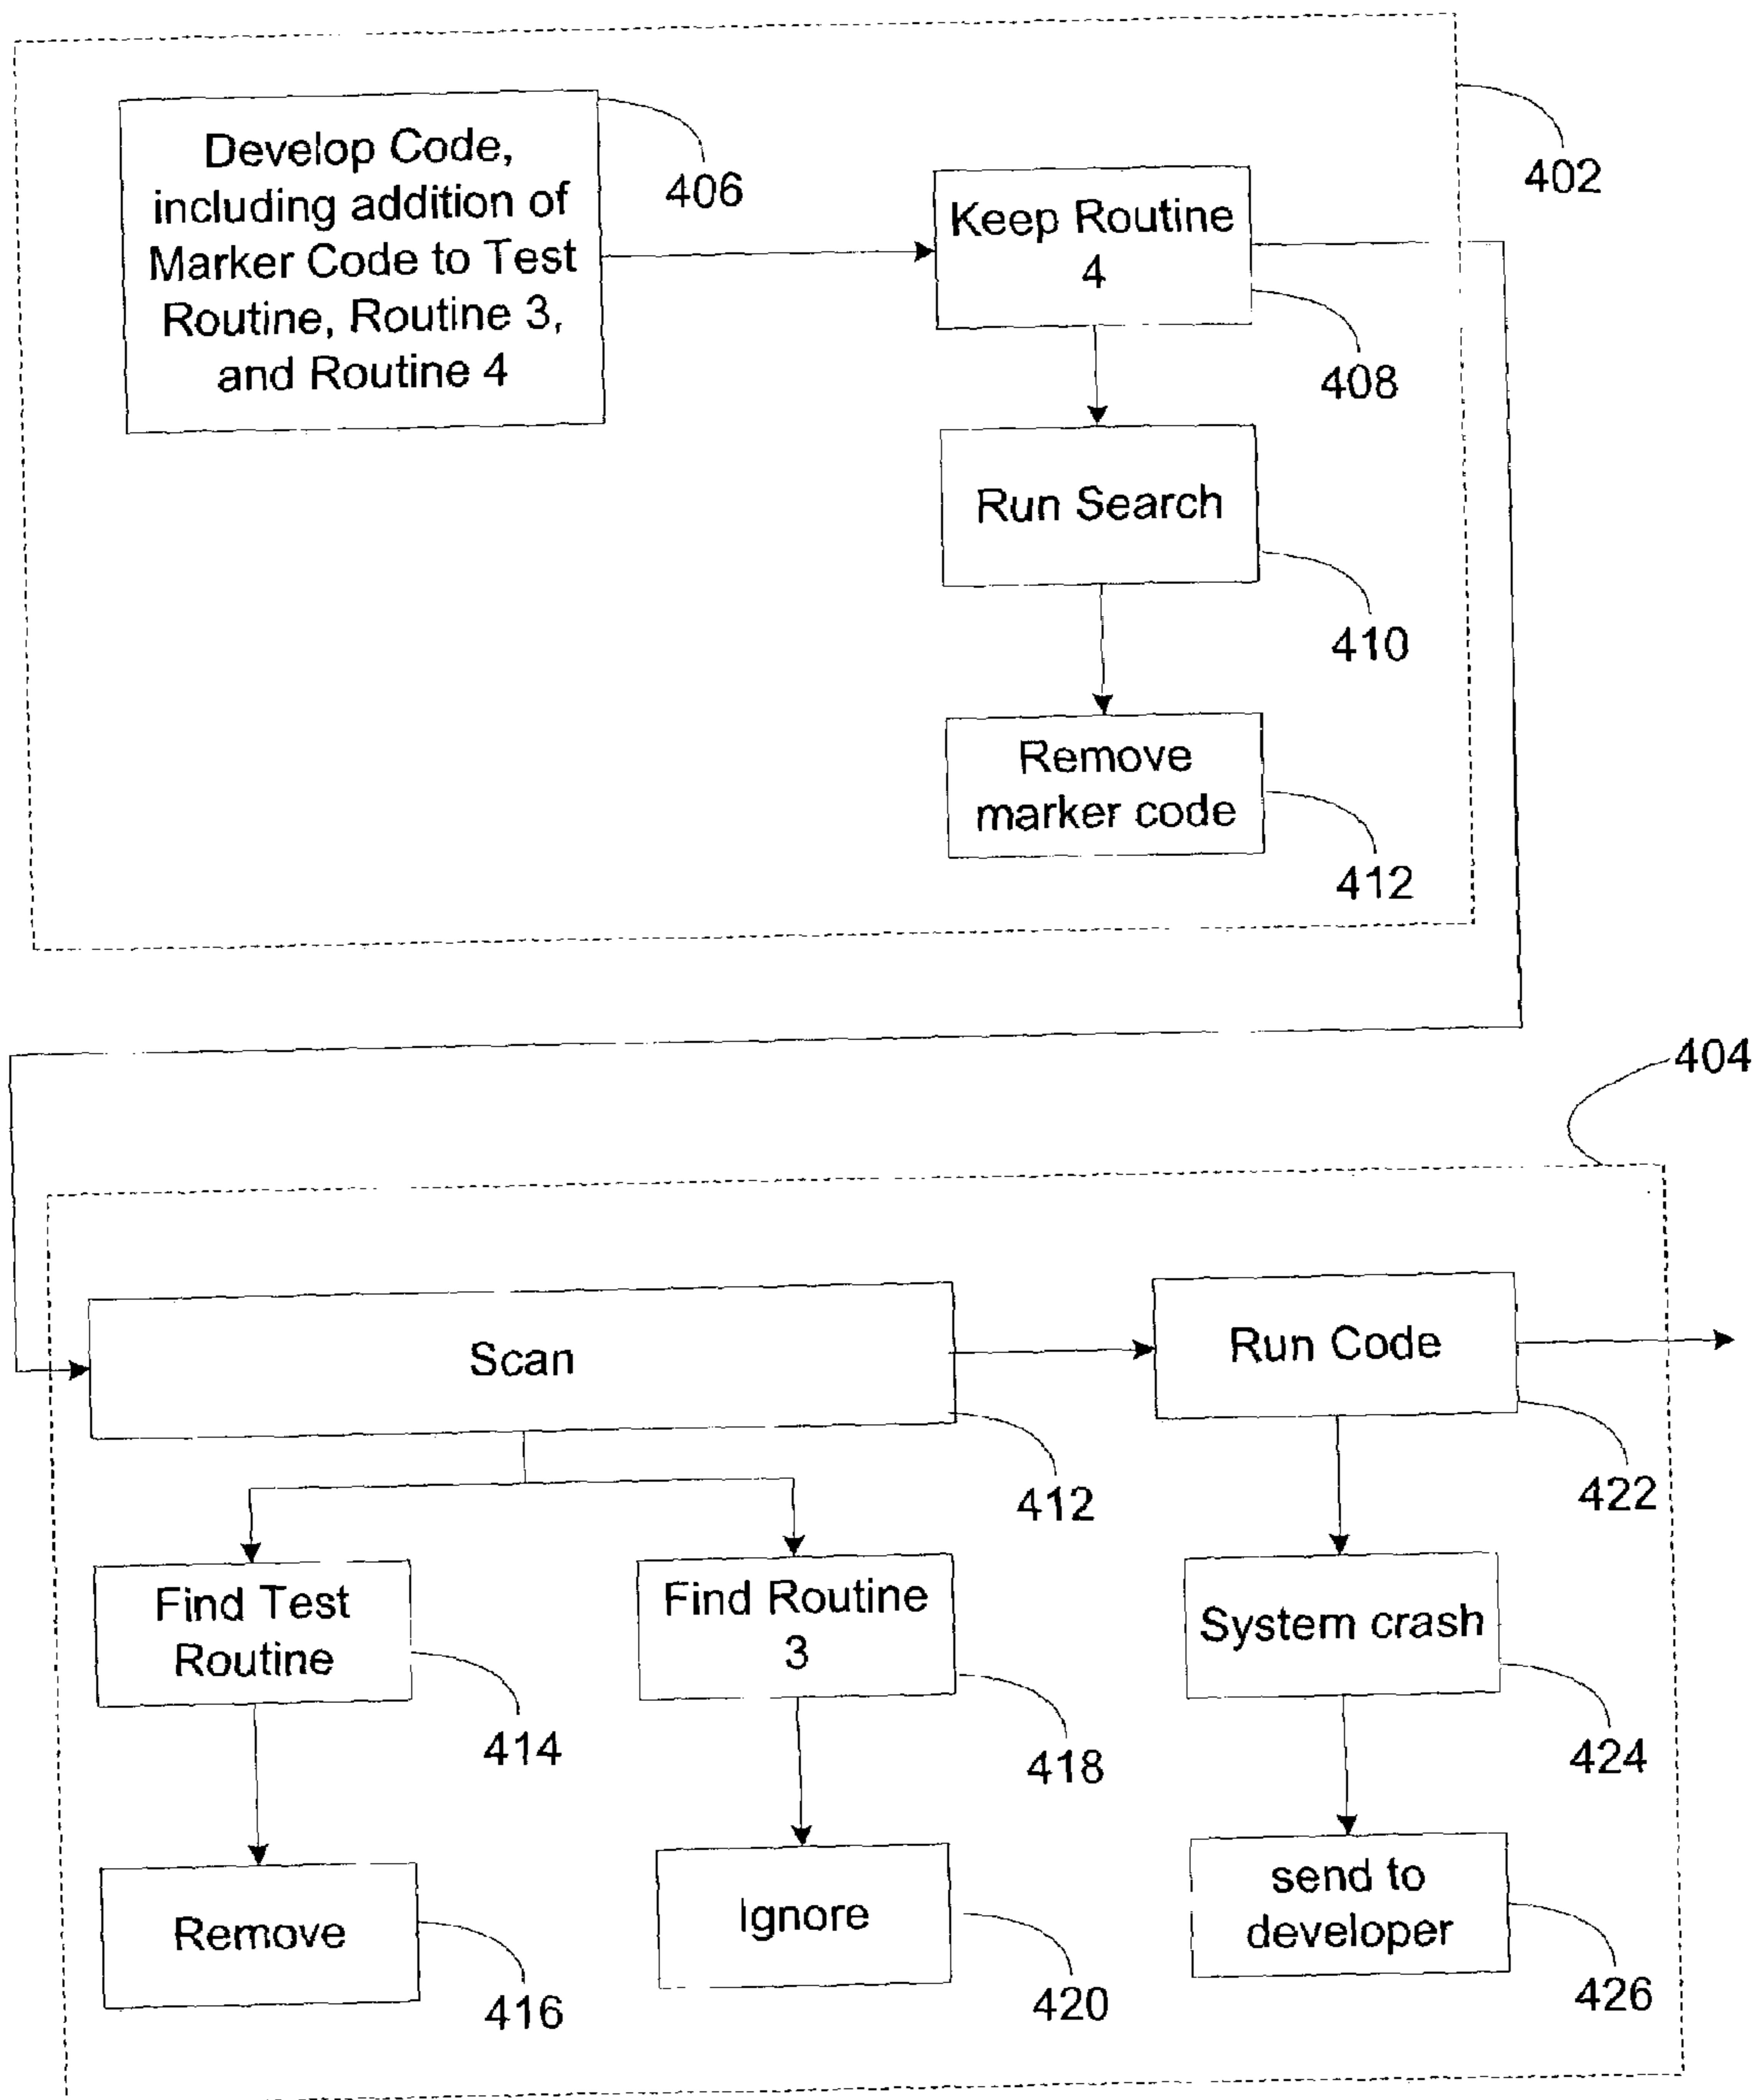 Develop Code,
including addition of
Marker Code to Test
Routine, Routine 3,
and Routine 4
406
Keep Routine
4
402
408
Run Search
410
Remove
marker code
412
404
Scan
412
Run Code
422
Find Test
Routine
414
Find Routine
3
418
System crash
424
Remove
416
Ignore
420
send to
developer
426